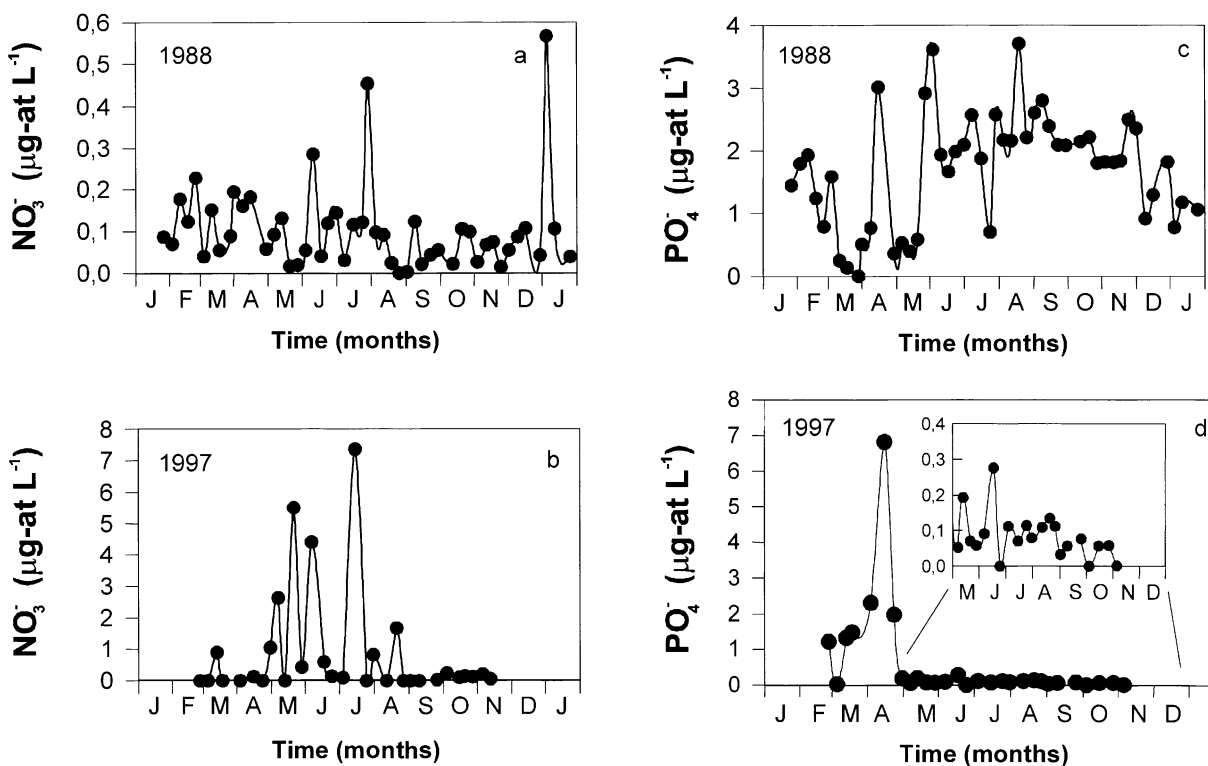 NO₃⁻ (µg-at L⁻¹)
0,6
0,5
0,4
0,3
0,2
0,1
0,0
1988
a
J F M A M J J A S O N D J
Time (months)
PO₄⁻ (µg-at L⁻¹)
4
3
2
1
0
1988
c
J F M A M J J A S O N D J
Time (months)
NO₃⁻ (µg-at L⁻¹)
8
7
6
5
4
3
2
1
0
1997
b
J F M A M J J A S O N D J
Time (months)
PO₄⁻ (µg-at L⁻¹)
8
7
6
5
4
3
2
1
0
1997
d
0,4
0,3
0,2
0,1
0,0
M J J A S O N D
J F M A M J J A S O N D
Time (months)